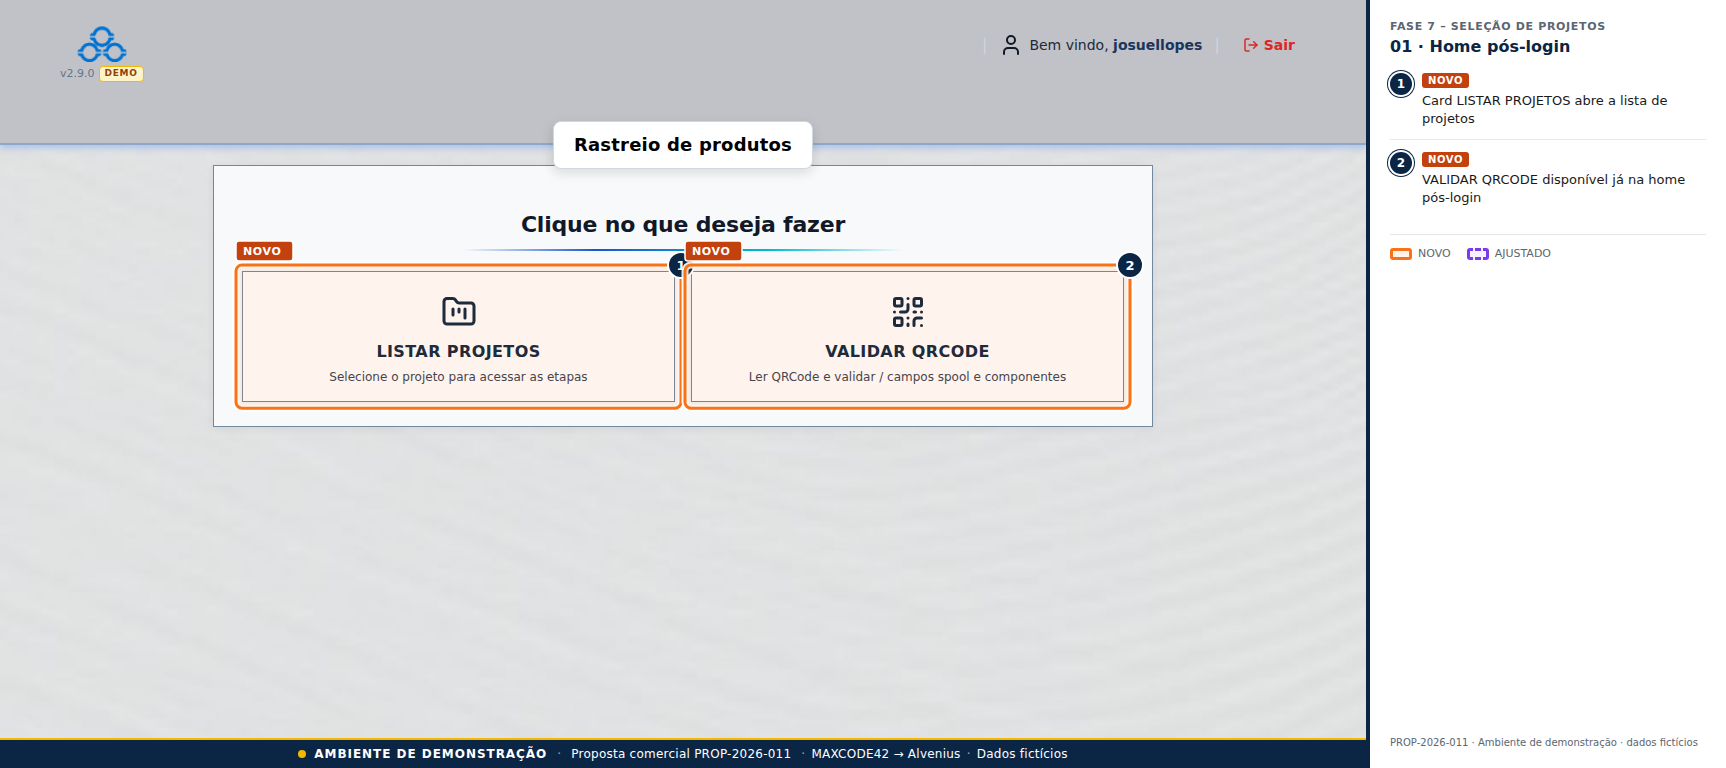 v2.9.0 DEMO
Bem vindo, josuellopes
Sair
Rastreio de produtos
Clique no que deseja fazer
NOVO
1
LISTAR PROJETOS
Selecione o projeto para acessar as etapas
NOVO
2
VALIDAR QRCODE
Ler QRCode e validar / campos spool e componentes
AMBIENTE DE DEMONSTRAÇÃO · Proposta comercial PROP-2026-011 · MAXCODE42 → Alvenius · Dados fictícios
FASE 7 – SELEÇÃO DE PROJETOS
01 · Home pós-login
1 NOVO
Card LISTAR PROJETOS abre a lista de
projetos
2 NOVO
VALIDAR QRCODE disponível já na home
pós-login
NOVO AJUSTADO
PROP-2026-011 · Ambiente de demonstração · dados fictícios